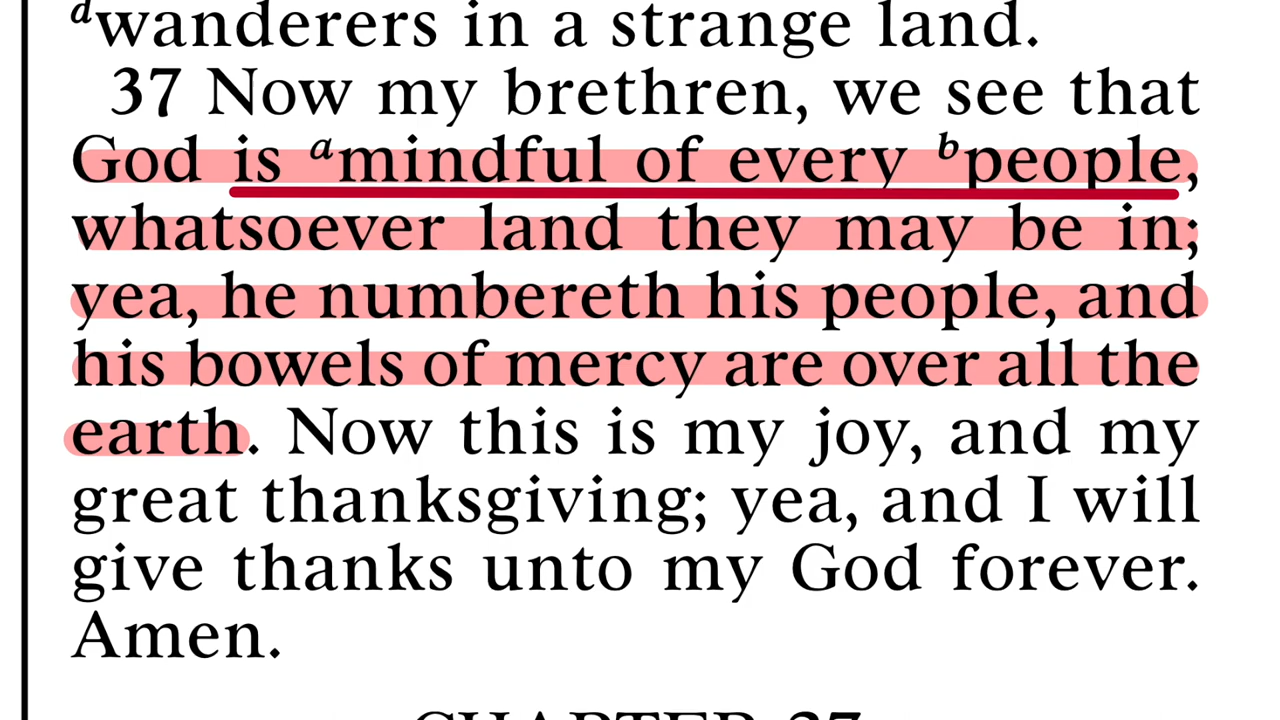 dwanderers in a strange land.
37 Now my brethren, we see that
God is amindful of every bpeople,
whatsoever land they may be in;
yea, he numbereth his people, and
his bowels of mercy are over all the
earth. Now this is my joy, and my
great thanksgiving; yea, and I will
give thanks unto my God forever.
Amen.
CHAPTER 27